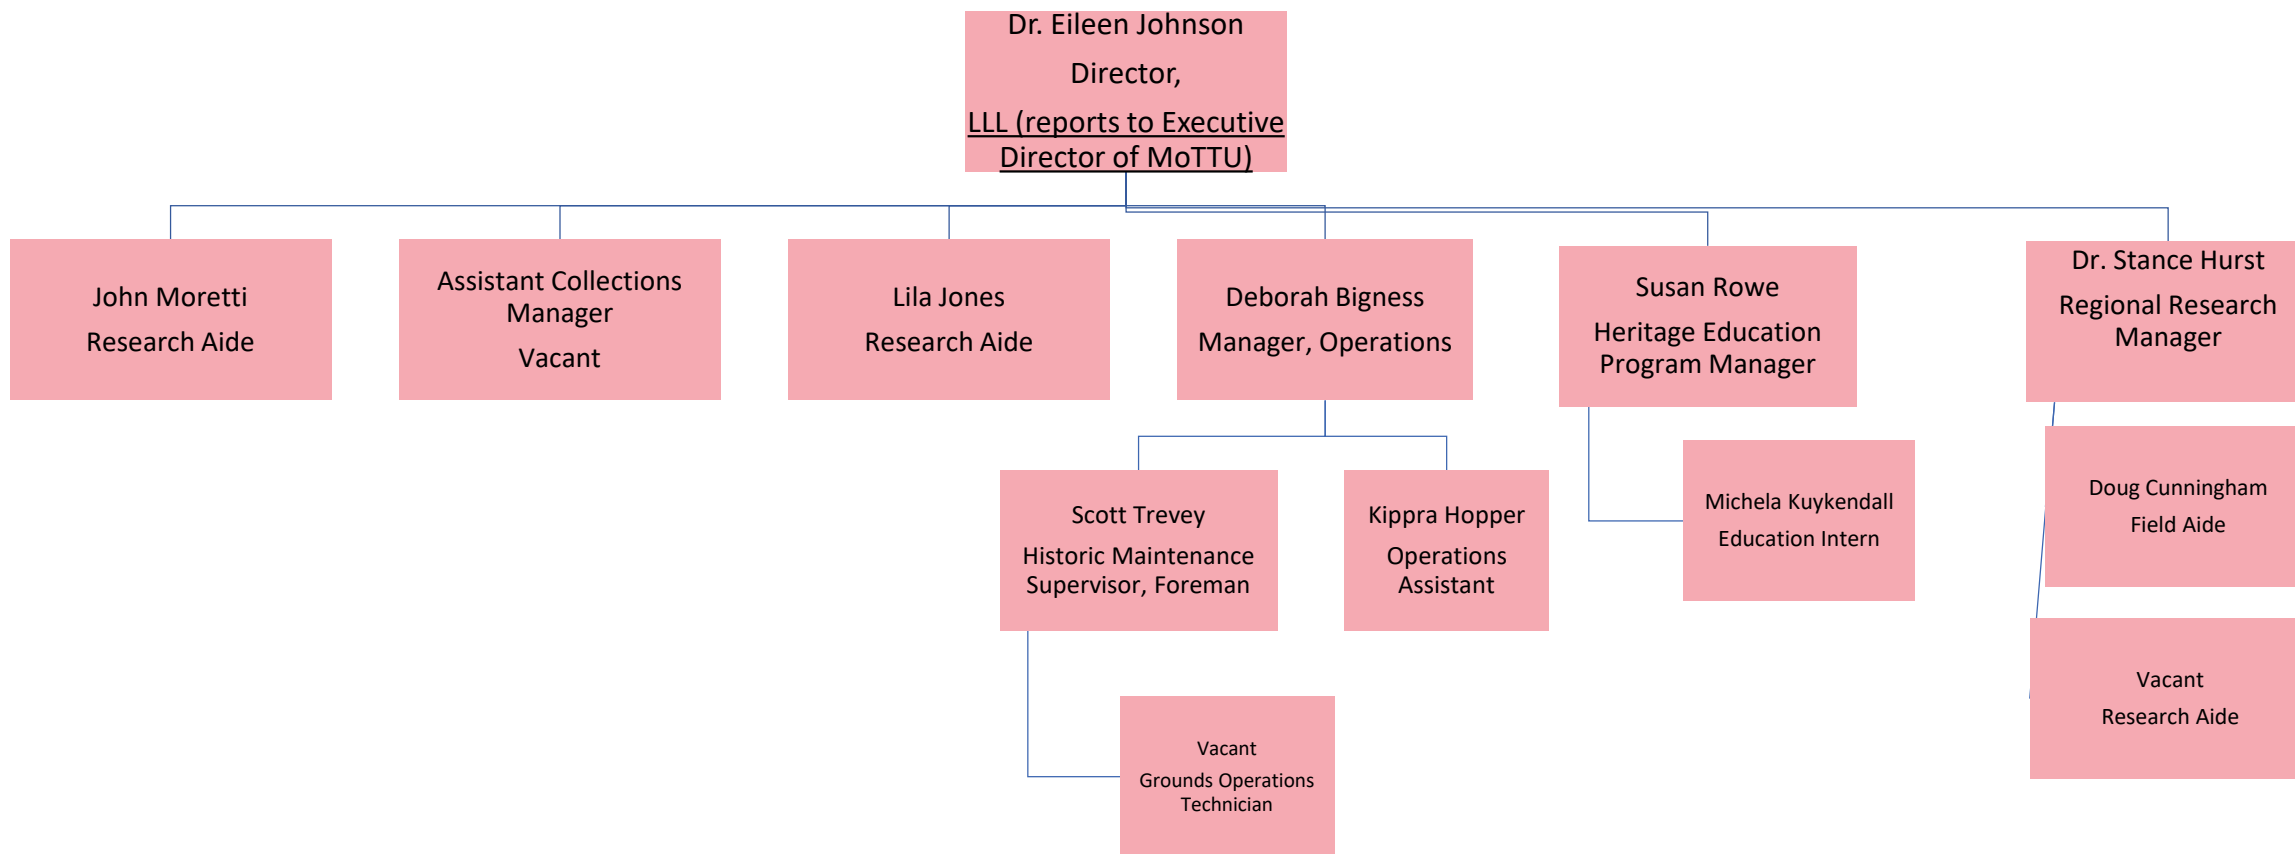 Dr. Eileen Johnson
Director,
LLL (reports to Executive
Director of MoTTU)
John Moretti
Research Aide
Assistant Collections
Manager
Vacant
Lila Jones
Research Aide
Deborah Bigness
Manager, Operations
Susan Rowe
Heritage Education
Program Manager
Dr. Stance Hurst
Regional Research
Manager
Scott Trevey
Historic Maintenance
Supervisor, Foreman
Kippra Hopper
Operations
Assistant
Michela Kuykendall
Education Intern
Doug Cunningham
Field Aide
Vacant
Research Aide
Vacant
Grounds Operations
Technician